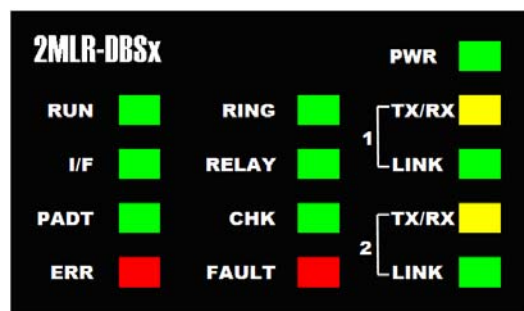 2MLR-DBSx PWR
RUN RING 1 TX/RX
I/F RELAY LINK
PADT CHK 2 TX/RX
ERR FAULT LINK